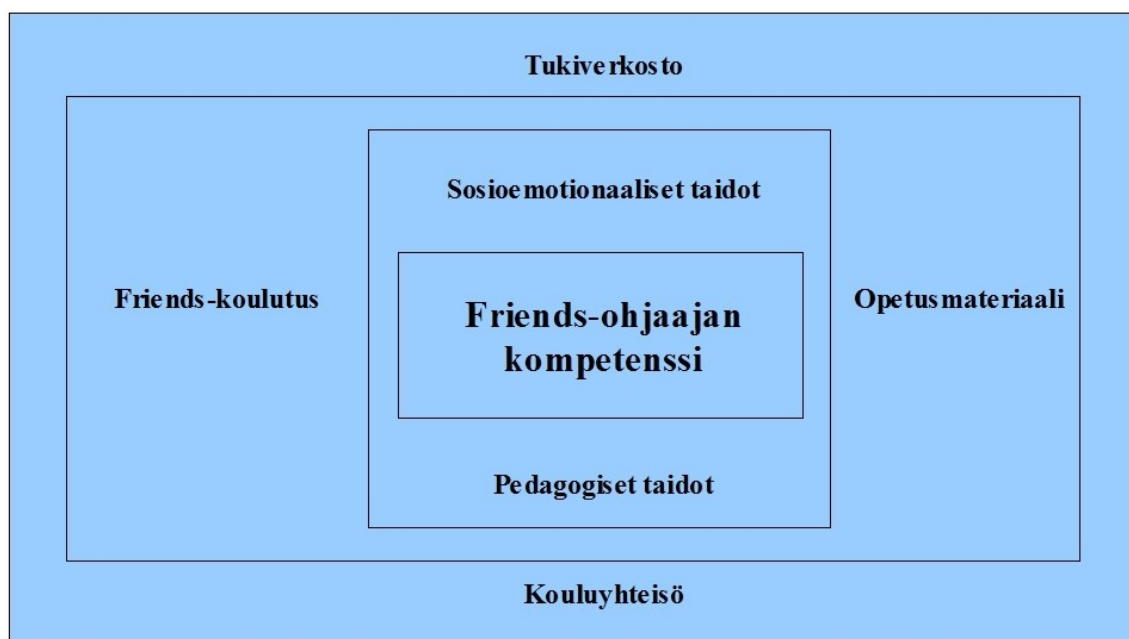 Tukiverkosto
Sosioemotionaaliset taidot
Friends-koulutus
Friends-ohjaajan
kompetenssi
Opetusmateriaali
Pedagogiset taidot
Kouluyhteisö